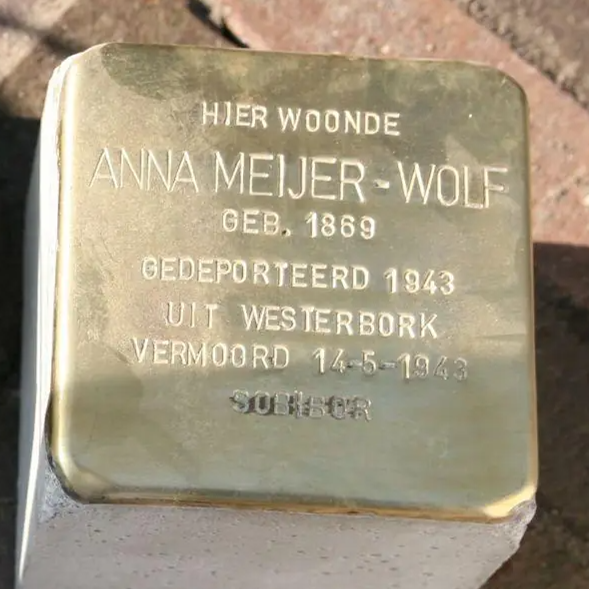 HIER WOONDE
ANNA MEIJER-WOLF
GEB. 1869
GEDEPORTEERD 1943
UIT WESTERBORK
VERMOORD 14-5-1943
SOBIBOR